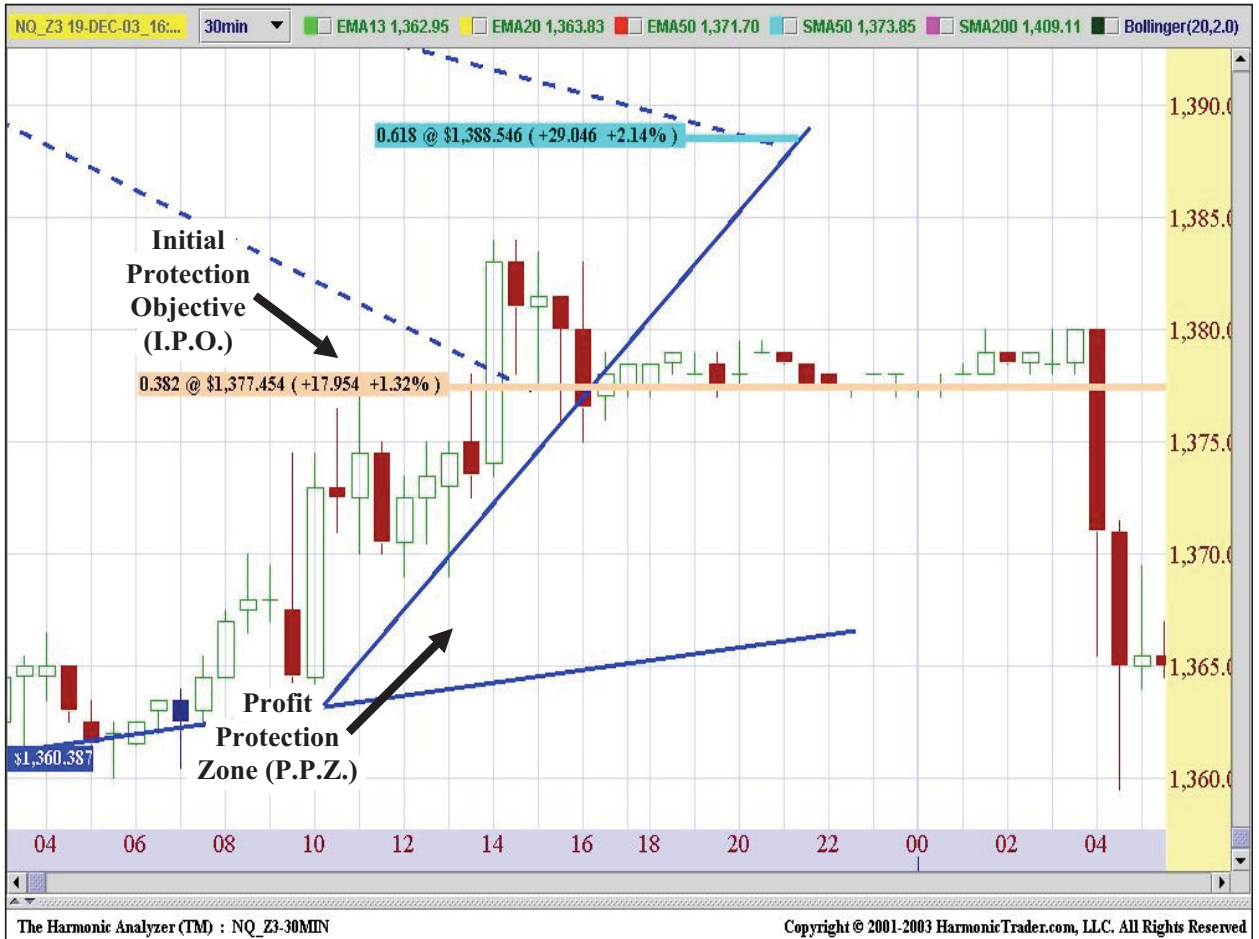 NQ_Z3 19-DEC-03_16:... 30min EMA13 1,362.95 EMA20 1,363.83 EMA50 1,371.70 SMA50 1,373.85 SMA200 1,409.11 Bollinger(20,2.0)
1,390.0
0.618 @ $1,388.546 ( +29.046 +2.14% )
1,385.0
Initial
Protection
Objective
(I.P.O.)
1,380.0
0.382 @ $1,377.454 ( +17.954 +1.32% )
1,375.0
1,370.0
1,365.0
Profit
Protection
Zone (P.P.Z.)
$1,360.387
1,360.0
04 06 08 10 12 14 16 18 20 22 00 02 04
The Harmonic Analyzer (TM) : NQ_Z3-30MIN
Copyright © 2001-2003 HarmonicTrader.com, LLC. All Rights Reserved